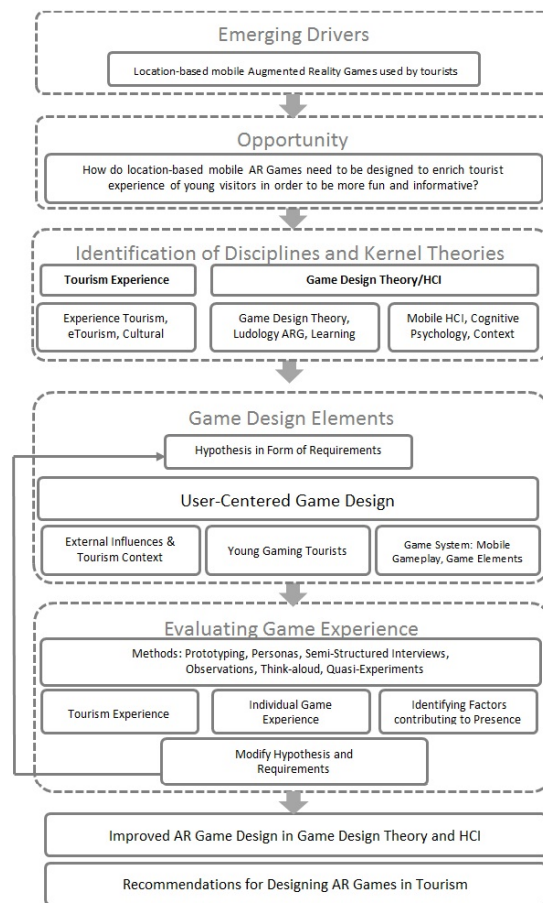 Emerging Drivers
Location-based mobile Augmented Reality Games used by tourists
Opportunity
How do location-based mobile AR Games need to be designed to enrich tourist
experience of young visitors in order to be more fun and informative?
Identification of Disciplines and Kernel Theories
Tourism Experience
Game Design Theory/HCI
Experience Tourism,
eTourism, Cultural
Game Design Theory,
Ludology ARG, Learning
Mobile HCI, Cognitive
Psychology, Context
Game Design Elements
Hypothesis in Form of Requirements
User-Centered Game Design
External Influences &
Tourism Context
Young Gaming Tourists
Game System: Mobile
Gameplay, Game Elements
Evaluating Game Experience
Methods: Prototyping, Personas, Semi-Structured Interviews,
Observations, Think-aloud, Quasi-Experiments
Tourism Experience
Individual Game
Experience
Identifying Factors
contributing to Presence
Modify Hypothesis and
Requirements
Improved AR Game Design in Game Design Theory and HCI
Recommendations for Designing AR Games in Tourism